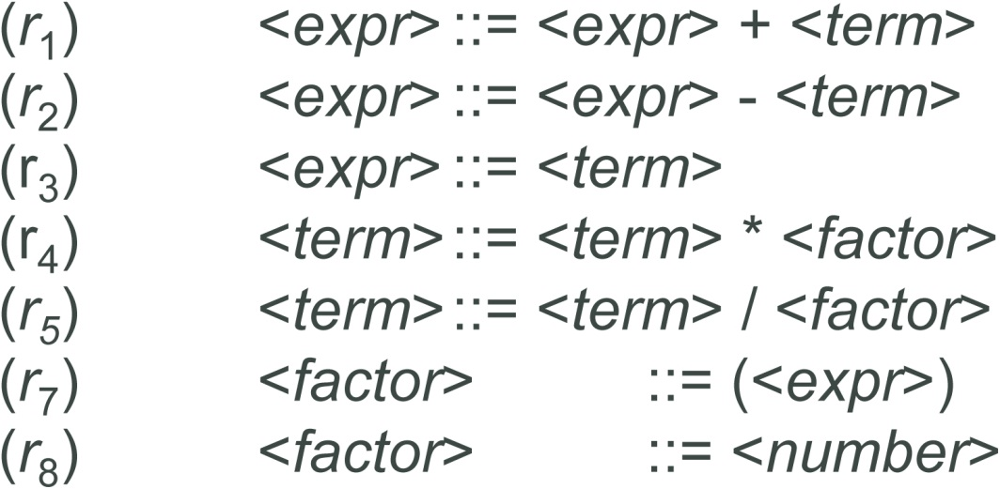 (r₁) <expr> ::= <expr> + <term>
(r₂) <expr> ::= <expr> - <term>
(r₃) <expr> ::= <term>
(r₄) <term> ::= <term> * <factor>
(r₅) <term> ::= <term> / <factor>
(r₇) <factor> ::= (<expr>)
(r₈) <factor> ::= <number>